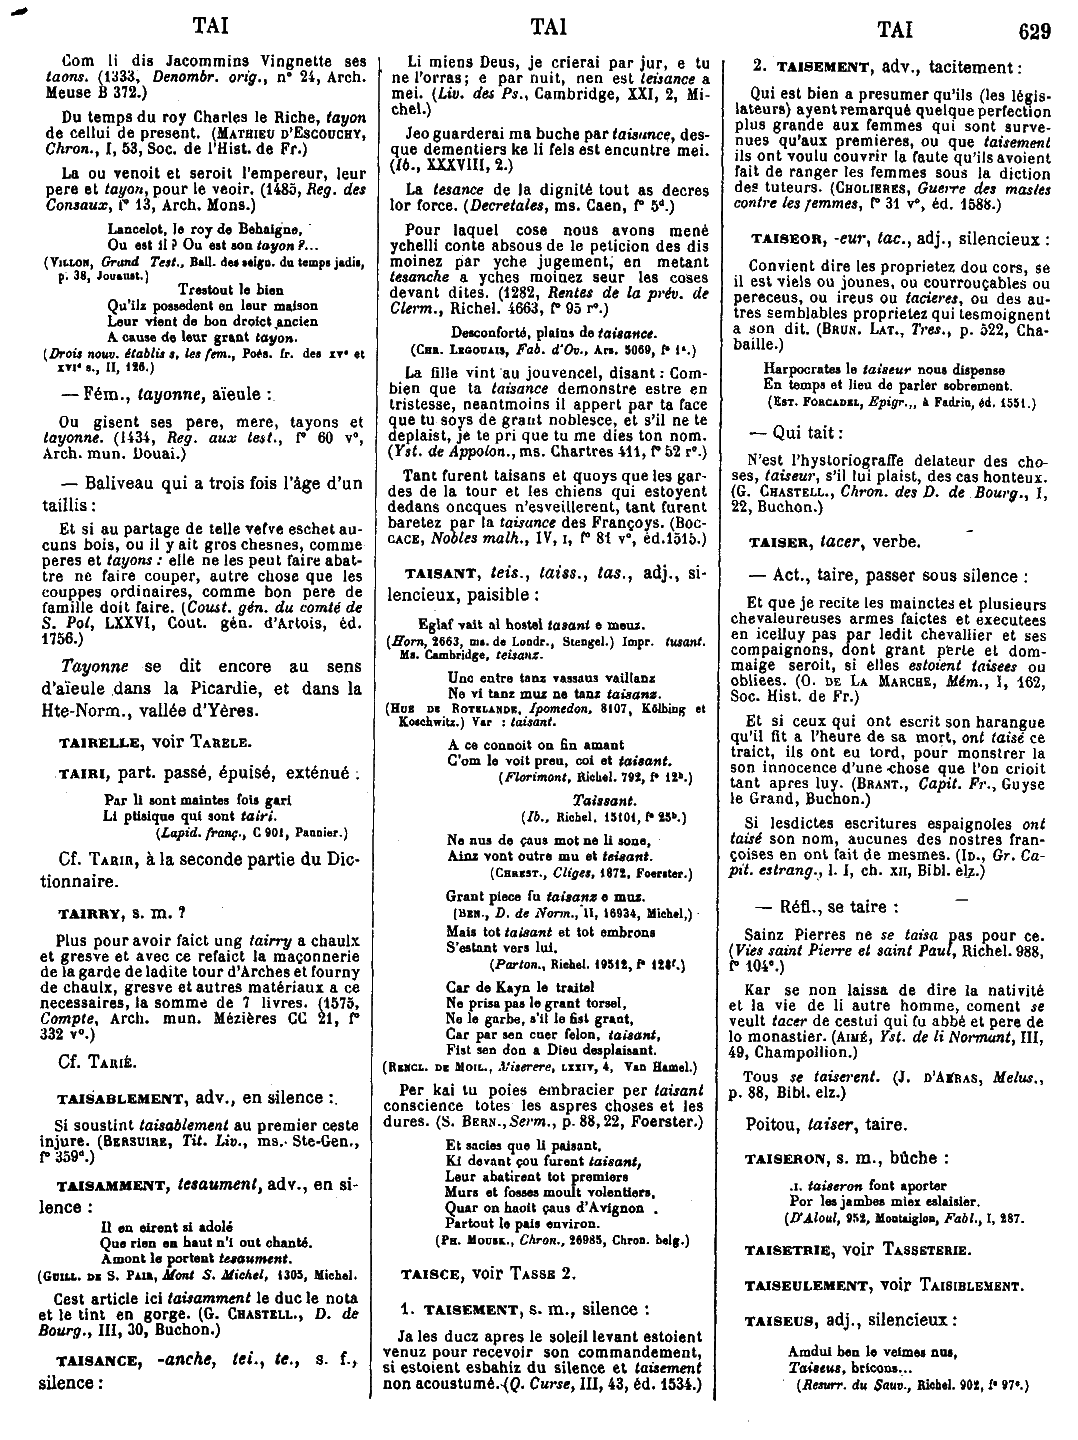 TAI
TAI
TAI
629
Com li dis Jacommins Vingnette ses
taons. (1333, Denombr. orig., n° 24, Arch.
Meuse B 372.)
Du temps du roy Charles le Riche, tayon
de cellui de present. (MATHIEU D'ESCOUCHY,
Chron., I, 53, Soc. de l'Hist. de Fr.)
La ou venoit et seroit l'empereur, leur
pere et tayon, pour le veoir. (1485, Reg. des
Consaux, f° 13, Arch. Mons.)
Lancelot, le roy de Behaigne,
Ou est il? Ou est son tayon?...
(VILLON, Grand Test., Ball. des seign. du temps jadis,
p. 38, Jouaust.)
Trestout le bien
Qu'ilz possedent en leur maison
Leur vient de bon droict ancien
A cause de leur grant tayon.
(Drois nouv. établis s, les fem., Poés. fr. des XVe et
XVIe s., II, 126.)
— Fém., tayonne, aïeule :
Ou gisent ses pere, mere, tayons et
tayonne. (1434, Reg. aux test., f° 60 v°,
Arch. mun. Douai.)
— Baliveau qui a trois fois l'âge d'un
taillis :
Et si au partage de telle vefve eschet au-
cuns bois, ou il y ait gros chesnes, comme
peres et tayons : elle ne les peut faire abat-
tre ne faire couper, autre chose que les
couppes ordinaires, comme bon pere de
famille doit faire. (Coust. gén. du comté de
S. Pol, LXXVI, Cout. gén. d'Artois, éd.
1756.)
Tayonne se dit encore au sens
d'aïeule dans la Picardie, et dans la
Hte-Norm., vallée d'Yères.
TAIRELLE, voir TARELE.
TAIRI, part. passé, épuisé, exténué :
Par li sont maintes fois gari
Li ptisique qui sont tairi.
(Lapid. franç., C 901, Pannier.)
Cf. TARIR, à la seconde partie du Dic-
tionnaire.
TAIRRY, s. m. ?
Plus pour avoir faict ung tairry a chaulx
et gresve et avec ce refaict la maçonnerie
de la garde de ladite tour d'Arches et fourny
de chaulx, gresve et autres matériaux a ce
necessaires, la somme de 7 livres. (1575,
Compte, Arch. mun. Mézières CC 21, f°
332 v°.)
Cf. TARIÉ.
TAISABLEMENT, adv., en silence :
Si soustint taisablement au premier ceste
injure. (BERSUIRE, Tit. Liv., ms. Ste-Gen.,
f° 359ᵈ.)
TAISAMMENT, tesaument, adv., en si-
lence :
Il en eirent si adolé
Que rien en haut n'i out chanté.
Amont le portent tesaument.
(GUILL. DE S. PAIR, Mont S. Michel, 1305, Michel.
Cest article ici taisamment le duc le nota
et le tint en gorge. (G. CHASTELL., D. de
Bourg., III, 30, Buchon.)
TAISANCE, -anche, tei., te., s. f.,
silence :
Li miens Deus, je crierai par jur, e tu
ne l'orras; e par nuit, nen est teisance a
mei. (Liv. des Ps., Cambridge, XXI, 2, Mi-
chel.)
Jeo guarderai ma buche par taisunce, des-
que dementiers ke li fels est encuntre mei.
(Ib., XXXVIII, 2.)
La tesance de la dignité tout as decres
lor force. (Decretales, ms. Caen, f° 5ᵈ.)
Pour laquel cose nous avons mené
ychelli conte absous de le peticion des dis
moinez par yche jugement, en metant
tesanche a yches moinez seur les coses
devant dites. (1282, Rentes de la prév. de
Clerm., Richel. 4663, f° 95 r°.)
Desconforté, plains de taisance.
(CHR. LEGOUAIS, Fab. d'Ov., Ars. 5069, f° 1ᵃ.)
La fille vint au jouvencel, disant : Com-
bien que ta taisance demonstre estre en
tristesse, neantmoins il appert par ta face
que tu soys de grant noblesce, et s'il ne te
deplaist, je te pri que tu me dies ton nom.
(Yst. de Appolon., ms. Chartres 411, f° 52 r°.)
Tant furent taisans et quoys que les gar-
des de la tour et les chiens qui estoyent
dedans oncques n'esveillerent, tant furent
baretez par la taisance des Françoys. (BOC-
CACE, Nobles malh., IV, I, f° 81 v°, éd. 1515.)
TAISANT, teis., taiss., tas., adj., si-
lencieux, paisible :
Eglaf vait al hostel tasant e meuz.
(Horn, 2663, ms. de Londr., Stengel.) Impr. tusant.
Ms. Cambridge, teisanz.
Unc entre tanz vassaus vaillanz
Ne vi tanz muz ne tanz taisanz.
(HUE DE ROTELANDE, Ipomedon, 8107, Kölbing et
Koschwitz.) Var : taisant.
A ce connoit on fin amant
C'om le voit preu, coi et taisant.
(Florimont, Richel. 792, f° 12ᵇ.)
Taissant.
(Ib., Richel. 15101, f° 25ᵇ.)
Ne nus de çaus mot ne li sone,
Ainz vont outre mu et teisant.
(CHREST., Cliges, 1872, Foerster.)
Grant piece fu taisanz e muz.
(BEN., D. de Norm., II, 16934, Michel,)
Mais tot taisant et tot embrons
S'estant vers lui.
(Parton., Richel. 19512, f° 128ᶠ.)
Car de Kayn le traitel
Ne prisa pas le grant torsel,
Ne le garbe, s'il le fist grant,
Car par sen cuer felon, taisant,
Fist sen don a Dieu desplaisant.
(RENCL. DE MOIL., Miserere, LXXIV, 4, Van Hamel.)
Per kai tu poies embracier per taisant
conscience totes les aspres choses et les
dures. (S. BERN., Serm., p. 88, 22, Foerster.)
Et sacies que li paisant,
Ki devant çou furent taisant,
Leur abatirent tot premiers
Murs et fosses moult volentiers,
Quar on haoit çaus d'Avignon
Partout le païs environ.
(PH. MOUSK., Chron., 26985, Chron. belg.)
TAISCE, voir TASSE 2.
1. TAISEMENT, s. m., silence :
Ja les ducz apres le soleil levant estoient
venuz pour recevoir son commandement,
si estoient esbahiz du silence et taisement
non acoustumé. (Q. Curse, III, 43, éd. 1534.)
2. TAISEMENT, adv., tacitement :
Qui est bien a presumer qu'ils (les légis-
lateurs) ayent remarqué quelque perfection
plus grande aux femmes qui sont surve-
nues qu'aux premieres, ou que taisement
ils ont voulu couvrir la faute qu'ils avoient
fait de ranger les femmes sous la diction
des tuteurs. (CHOLIERES, Guerre des masles
contre les femmes, f° 31 v°, éd. 1588.)
TAISEOR, -eur, tac., adj., silencieux :
Convient dire les proprietez dou cors, se
il est viels ou jounes, ou courrouçables ou
pereceus, ou ireus ou tacieres, ou des au-
tres semblables proprietez qui tesmoignent
a son dit. (BRUN. LAT., Tres., p. 522, Cha-
baille.)
Harpocrates le taiseur nous dispense
En temps et lieu de parler sobrement.
(EST. FORCADEL, Epigr.,, à Fadrin, éd. 1551.)
— Qui tait :
N'est l'hystoriograffe delateur des cho-
ses, taiseur, s'il lui plaist, des cas honteux.
(G. CHASTELL., Chron. des D. de Bourg., I,
22, Buchon.)
TAISER, tacer, verbe.
— Act., taire, passer sous silence :
Et que je recite les mainctes et plusieurs
chevaleureuses armes faictes et executees
en icelluy pas par ledit chevallier et ses
compaignons, dont grant perte et dom-
maige seroit, si elles estoient taisees ou
obliees. (O. DE LA MARCHE, Mém., I, 162,
Soc. Hist. de Fr.)
Et si ceux qui ont escrit son harangue
qu'il fit a l'heure de sa mort, ont taisé ce
traict, ils ont eu tord, pour monstrer la
son innocence d'une chose que l'on crioit
tant apres luy. (BRANT., Capit. Fr., Guyse
le Grand, Buchon.)
Si lesdictes escritures espaignoles ont
taisé son nom, aucunes des nostres fran-
çoises en ont fait de mesmes. (ID., Gr. Ca-
pit. estrang., l. I, ch. XII, Bibl. elz.)
— Réfl., se taire :
Sainz Pierres ne se taisa pas pour ce.
(Vies saint Pierre et saint Paul, Richel. 988,
f° 104ᵉ.)
Kar se non laissa de dire la nativité
et la vie de li autre homme, coment se
veult tacer de cestui qui fu abbé et pere de
lo monastier. (AIMÉ, Yst. de li Normant, III,
49, Champollion.)
Tous se taiserent. (J. D'ARRAS, Melus.,
p. 88, Bibl. elz.)
Poitou, taiser, taire.
TAISERON, s. m., bûche :
.I. taiseron font aporter
Por les jambes miex eslaisier.
(D'Aloul, 952, Montaiglon, Fabl., I, 287.
TAISETRIE, voir TASSETERIE.
TAISEULEMENT, voir TAISIBLEMENT.
TAISEUS, adj., silencieux :
Amdui ben le veimes nus,
Taiseus, bricons...
(Resurr. du Sauv., Richel. 902, f° 97ᵉ.)